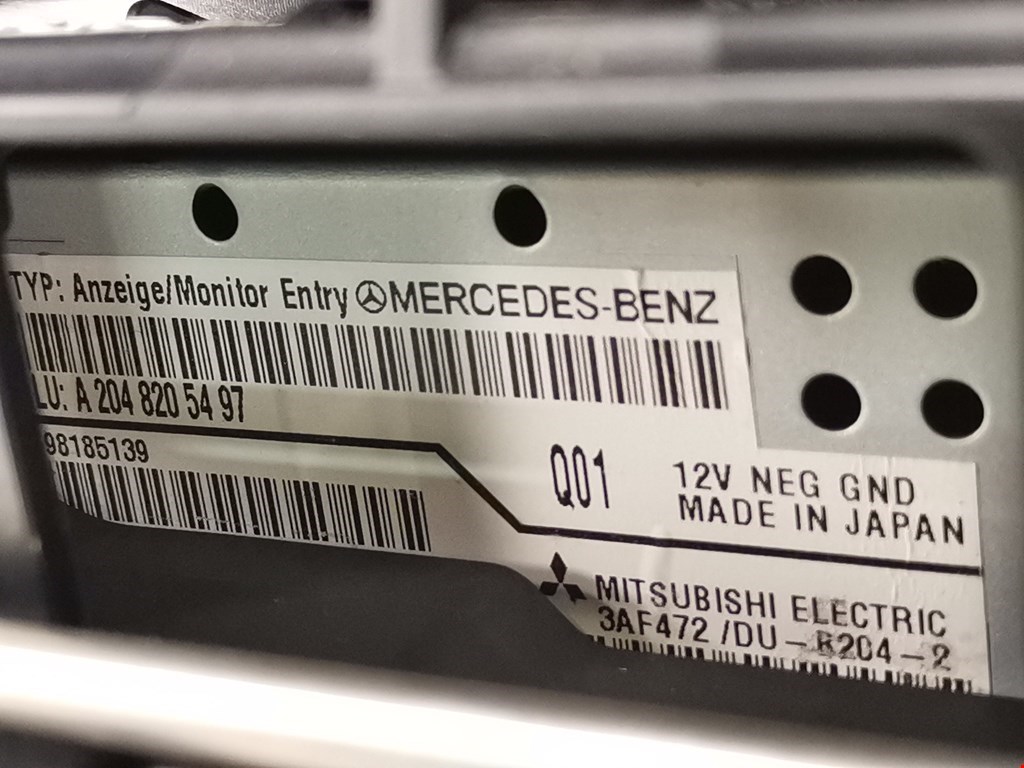 TYP: Anzeige/Monitor Entry MERCEDES-BENZ
LU: A 204 820 54 97
98185139
Q01
12V NEG GND
MADE IN JAPAN
MITSUBISHI ELECTRIC
3AF472 /DU-R204-2